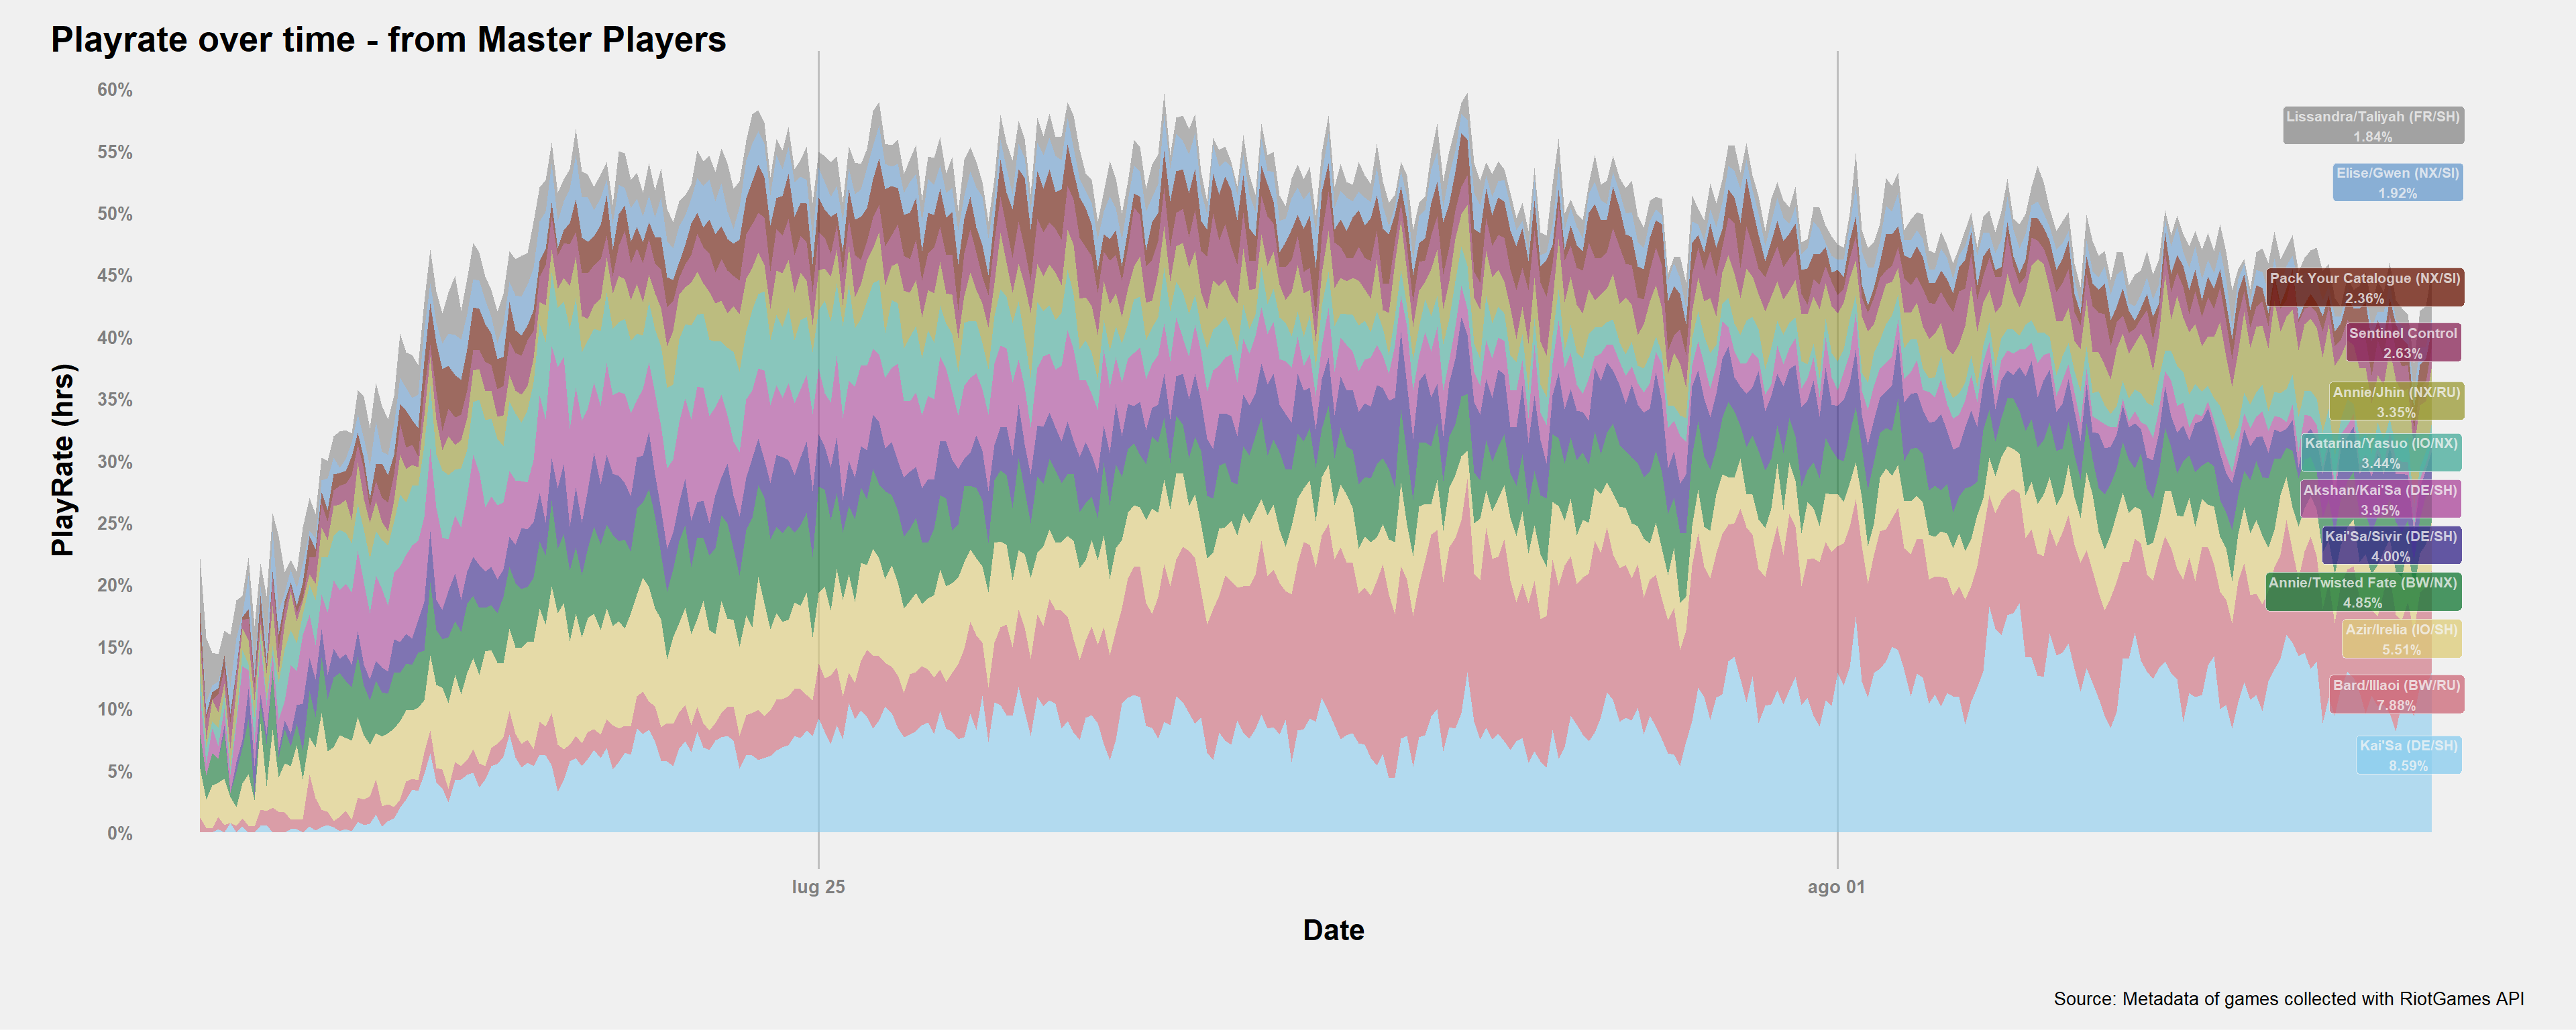 Playrate over time - from Master Players
PlayRate (hrs)
60%
55%
50%
45%
40%
35%
30%
25%
20%
15%
10%
5%
0%
Lissandra/Taliyah (FR/SH)
1.84%
Elise/Gwen (NX/SI)
1.92%
Pack Your Catalogue (NX/SI)
2.36%
Sentinel Control
2.63%
Annie/Jhin (NX/RU)
3.35%
Katarina/Yasuo (IO/NX)
3.44%
Akshan/Kai'Sa (DE/SH)
3.95%
Kai'Sa/Sivir (DE/SH)
4.00%
Annie/Twisted Fate (BW/NX)
4.85%
Azir/Irelia (IO/SH)
5.51%
Bard/Illaoi (BW/RU)
7.88%
Kai'Sa (DE/SH)
8.59%
lug 25
ago 01
Date
Source: Metadata of games collected with RiotGames API